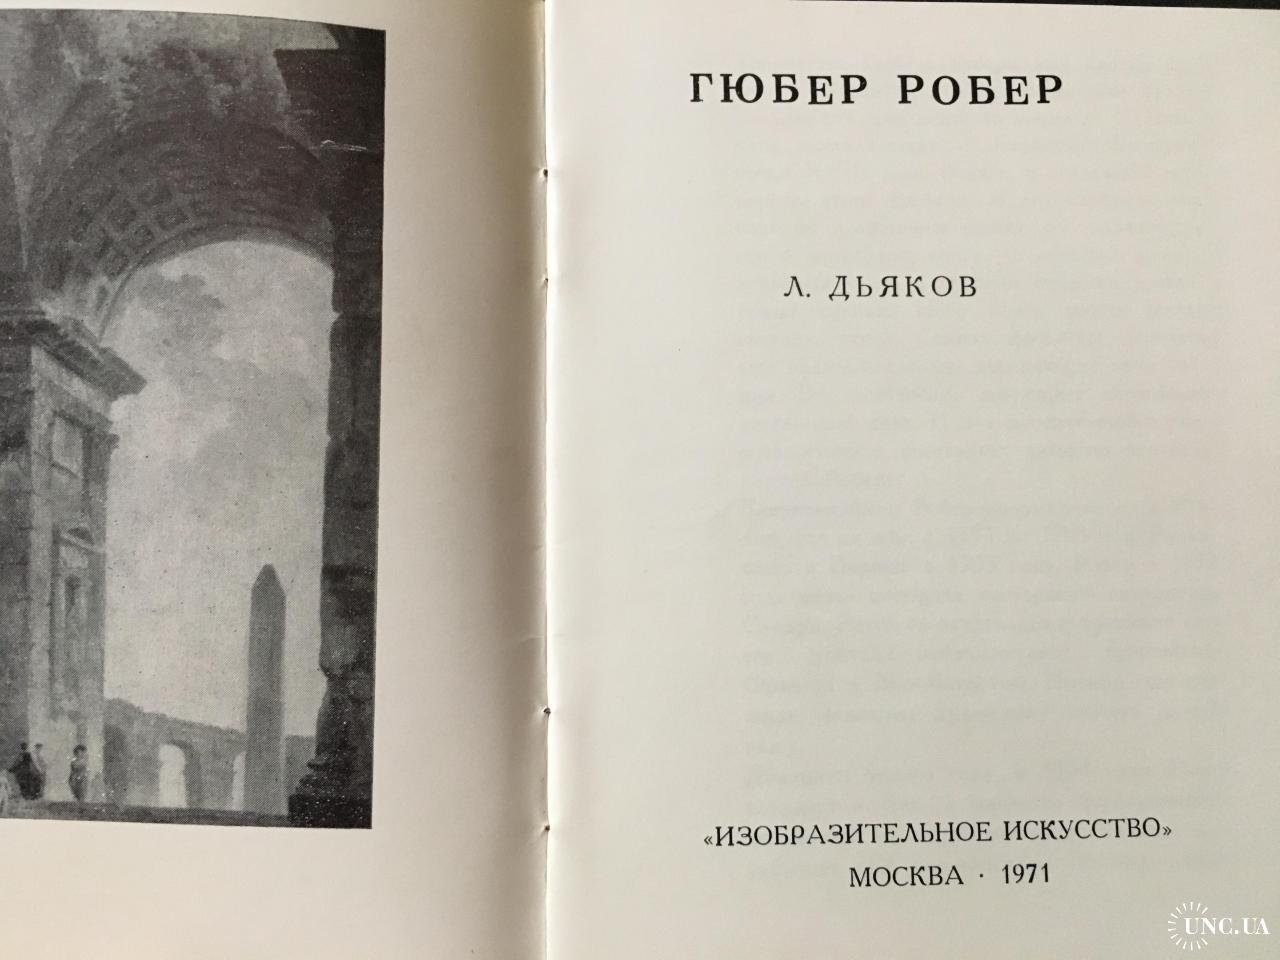 ГЮБЕР РОБЕР
Л. ДЬЯКОВ
«ИЗОБРАЗИТЕЛЬНОЕ ИСКУССТВО»
МОСКВА · 1971
UNC.UA